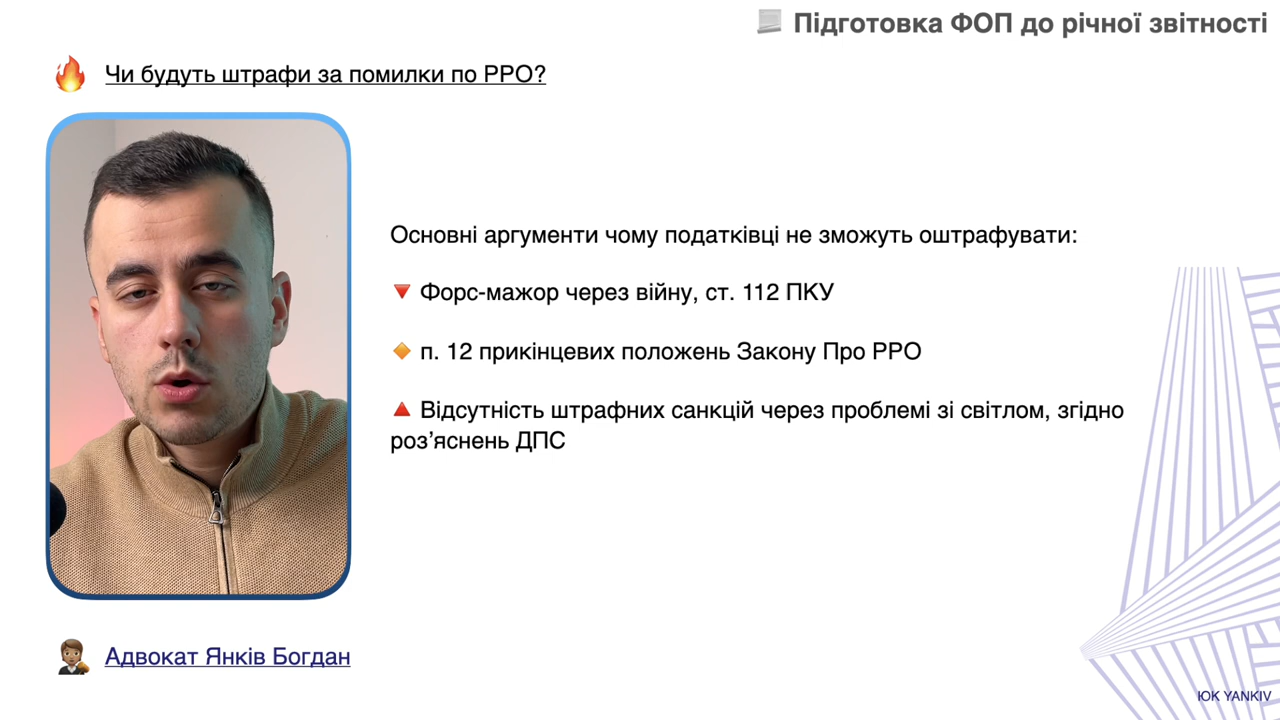 Підготовка ФОП до річної звітності
Чи будуть штрафи за помилки по РРО?
Основні аргументи чому податківці не зможуть оштрафувати:
Форс-мажор через війну, ст. 112 ПКУ
п. 12 прикінцевих положень Закону Про РРО
Відсутність штрафних санкцій через проблемі зі світлом, згідно
роз’яснень ДПС
Адвокат Янків Богдан
ЮК YANKIV